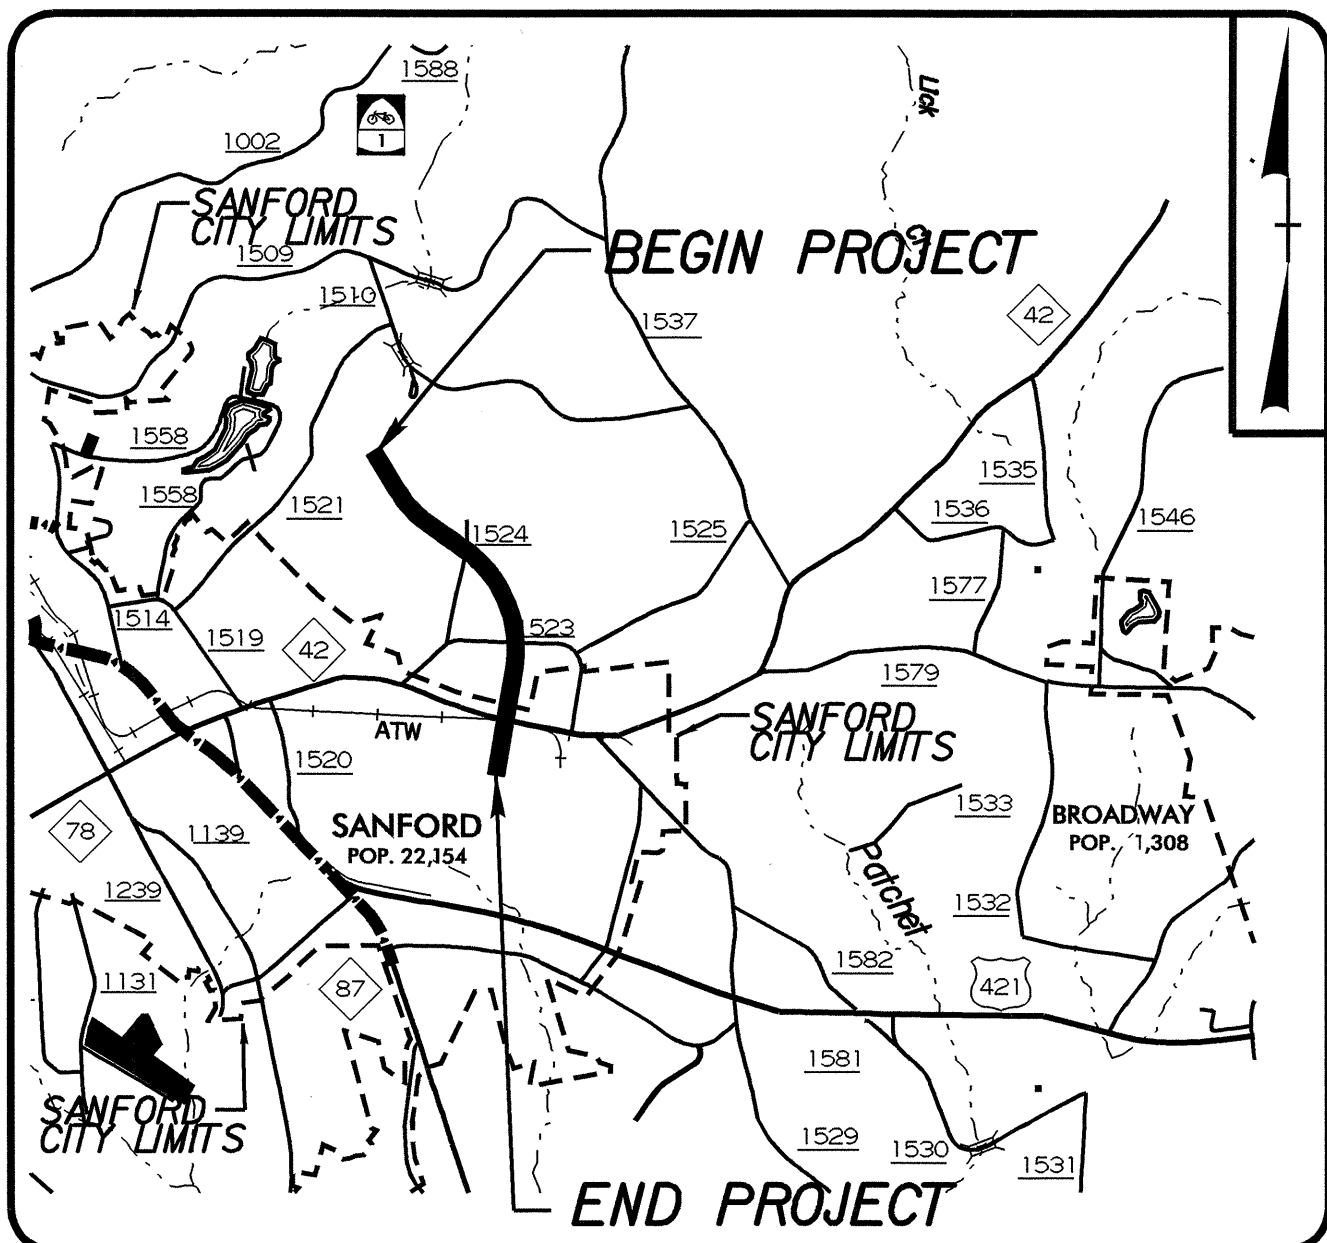 1588
Lick
1
1002
SANFORD
CITY LIMITS
1509
BEGIN PROJECT
Cr
1510
1537
42
1558
1535
1558
1521
1536
1546
1524
1525
1577
1514
1519
42
1523
1579
ATW
SANFORD
CITY LIMITS
1520
1533
BROADWAY
POP. 1,308
78
1139
SANFORD
POP. 22,154
Patchet
1239
1532
1582
1131
87
421
1581
SANFORD
CITY LIMITS
1529
1530
1531
END PROJECT